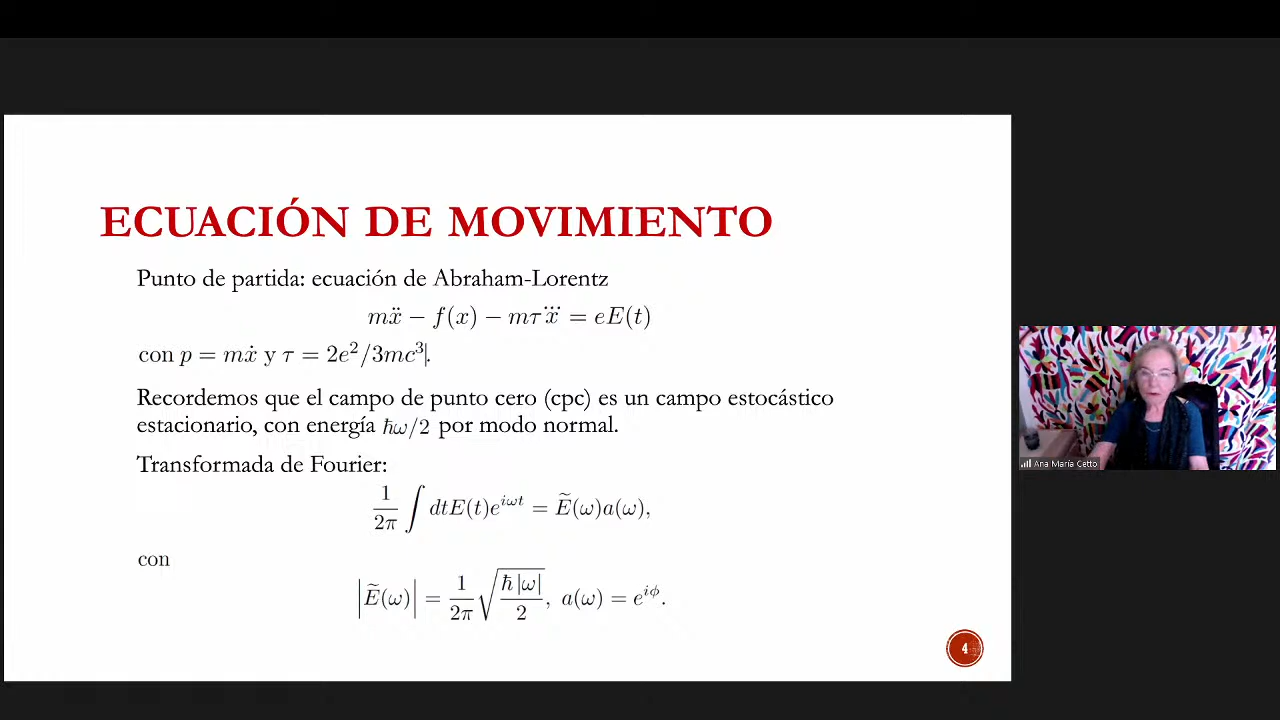 ECUACIÓN DE MOVIMIENTO
Punto de partida: ecuación de Abraham-Lorentz
mẍ − f(x) − mτx⃛ = eE(t)
con p = mẋ y τ = 2e²/3mc³.
Recordemos que el campo de punto cero (cpc) es un campo estocástico
estacionario, con energía ℏω/2 por modo normal.
Transformada de Fourier:
1/2π ∫ dtE(t)e^{iωt} = Ẽ(ω)a(ω),
con
|Ẽ(ω)| = 1/2π √(ℏ|ω|/2), a(ω) = e^{iϕ}.
4
Ana María Cetto